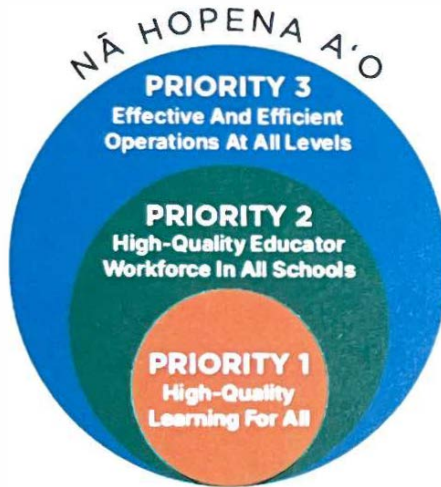 NĀ HOPENA AʻO
PRIORITY 3
Effective And Efficient
Operations At All Levels
PRIORITY 2
High-Quality Educator
Workforce In All Schools
PRIORITY 1
High-Quality
Learning For All